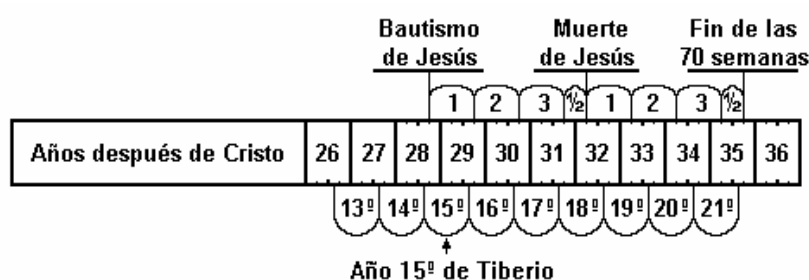 Bautismo de Jesús
Muerte de Jesús
Fin de las 70 semanas
1 2 3 ½ 1 2 3 ½
Años después de Cristo 26 27 28 29 30 31 32 33 34 35 36
13º 14º 15º 16º 17º 18º 19º 20º 21º
Año 15º de Tiberio